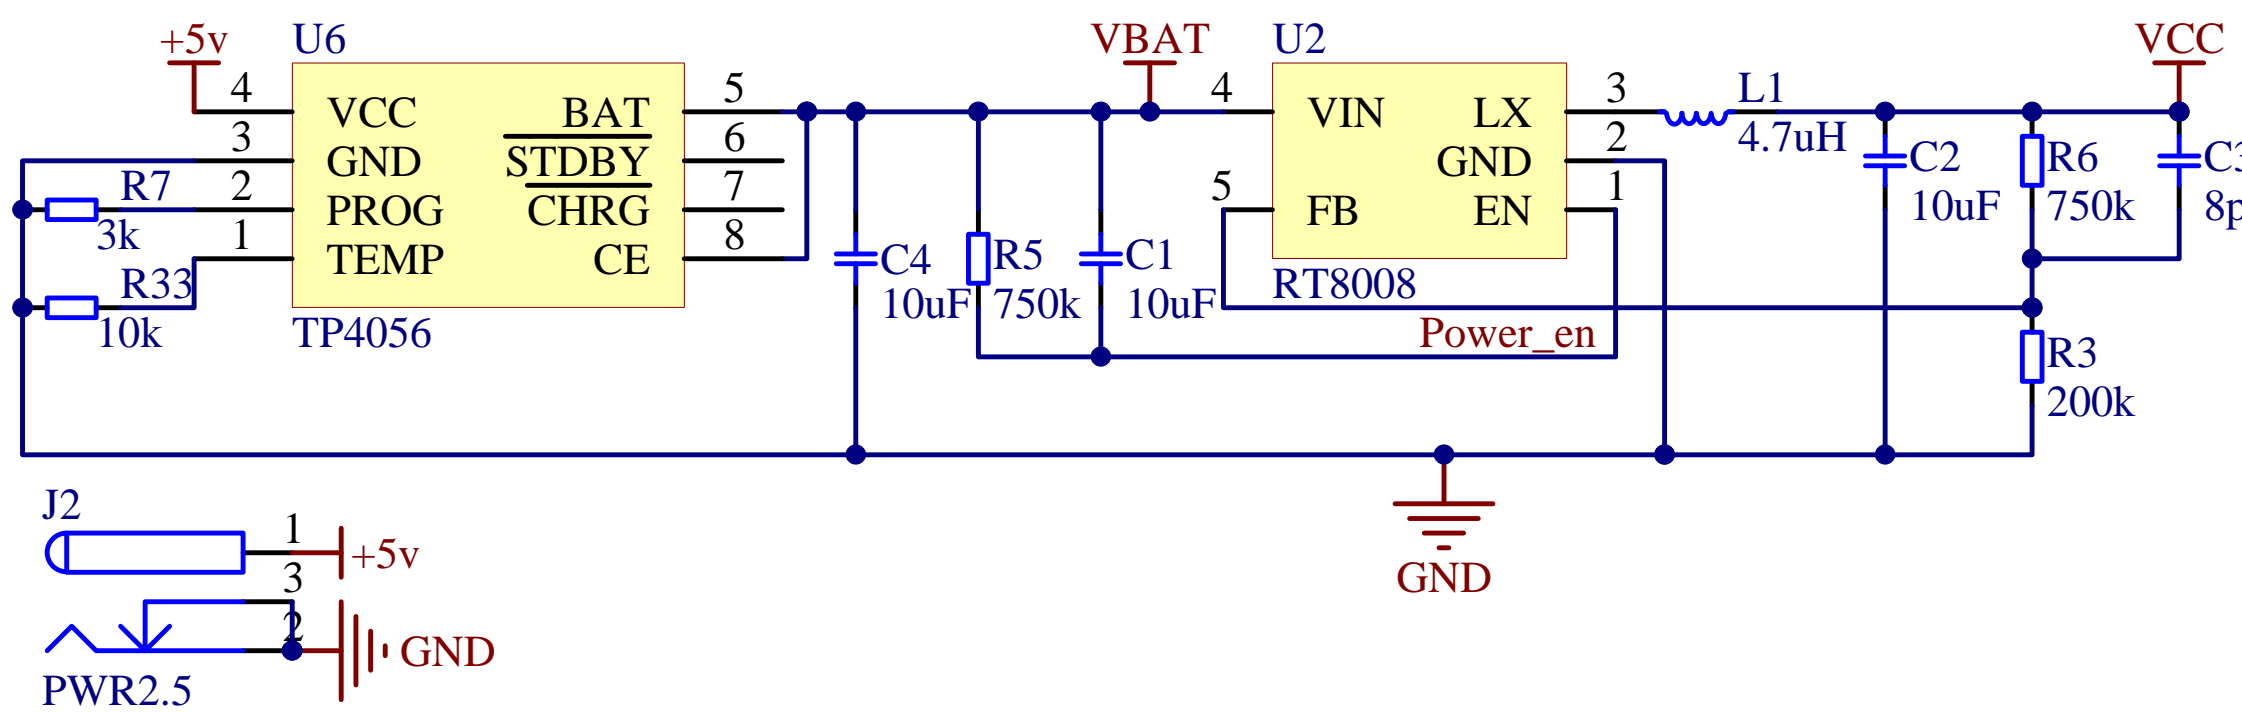 +5v
U6
VBAT
U2
VCC
4
VCC
BAT
5
4
VIN
LX
3
L1
4.7uH
3
GND
STDBY
6
GND
2
C2
10uF
R6
750k
C3
R7
3k
2
PROG
CHRG
7
5
FB
EN
1
R33
10k
1
TEMP
CE
8
C4
10uF
R5
750k
C1
10uF
RT8008
TP4056
Power_en
R3
200k
J2
1
+5v
3
2
GND
PWR2.5
GND